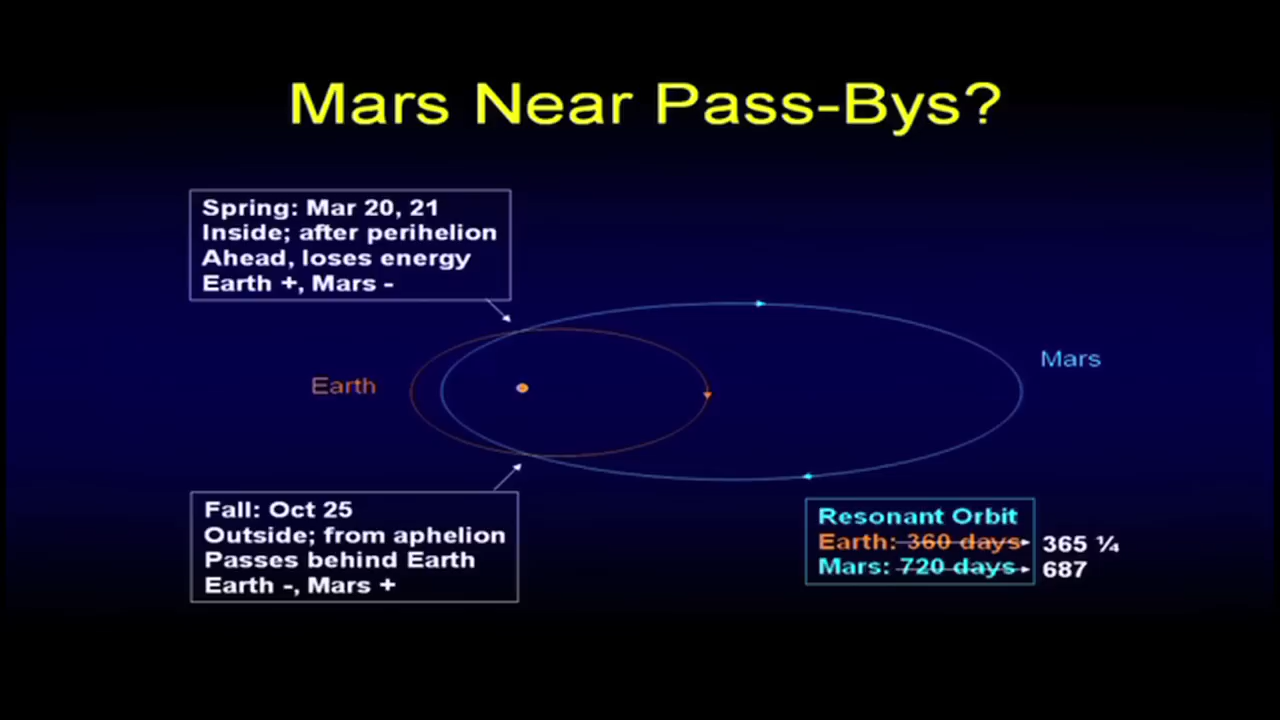 Mars Near Pass-Bys?
Spring: Mar 20, 21
Inside; after perihelion
Ahead, loses energy
Earth +, Mars -
Earth
Mars
Fall: Oct 25
Outside; from aphelion
Passes behind Earth
Earth -, Mars +
Resonant Orbit
Earth: 360 days 365 ¼
Mars: 720 days 687